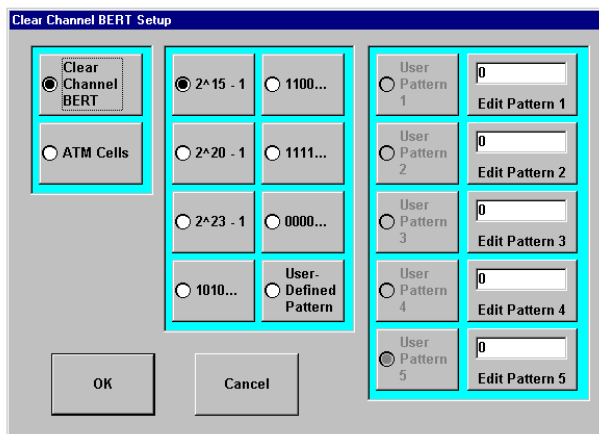 Clear Channel BERT Setup
Clear
Channel
BERT
ATM Cells
2^15 - 1
1100...
2^20 - 1
1111...
2^23 - 1
0000...
1010...
User-
Defined
Pattern
User
Pattern
1
0
Edit Pattern 1
User
Pattern
2
0
Edit Pattern 2
User
Pattern
3
0
Edit Pattern 3
User
Pattern
4
0
Edit Pattern 4
User
Pattern
5
0
Edit Pattern 5
OK
Cancel